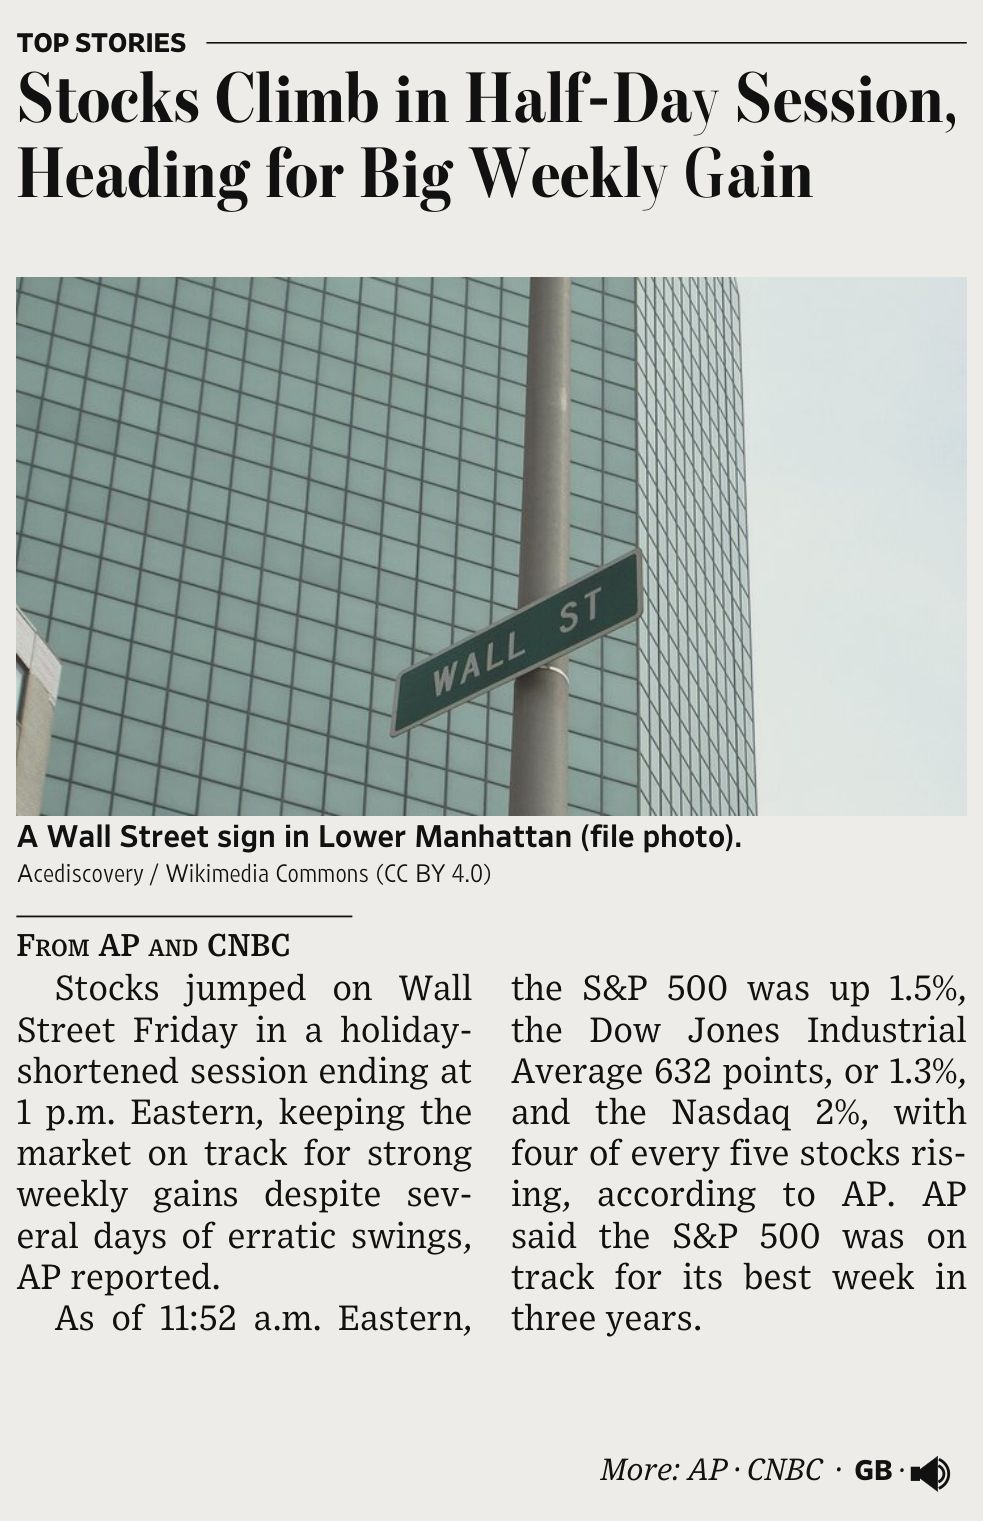 TOP STORIES
Stocks Climb in Half-Day Session,
Heading for Big Weekly Gain
WALL ST
A Wall Street sign in Lower Manhattan (file photo).
Acediscovery / Wikimedia Commons (CC BY 4.0)
FROM AP AND CNBC
Stocks jumped on Wall
Street Friday in a holiday-
shortened session ending at
1 p.m. Eastern, keeping the
market on track for strong
weekly gains despite sev-
eral days of erratic swings,
AP reported.
As of 11:52 a.m. Eastern,
the S&P 500 was up 1.5%,
the Dow Jones Industrial
Average 632 points, or 1.3%,
and the Nasdaq 2%, with
four of every five stocks ris-
ing, according to AP. AP
said the S&P 500 was on
track for its best week in
three years.
More: AP · CNBC · GB ·